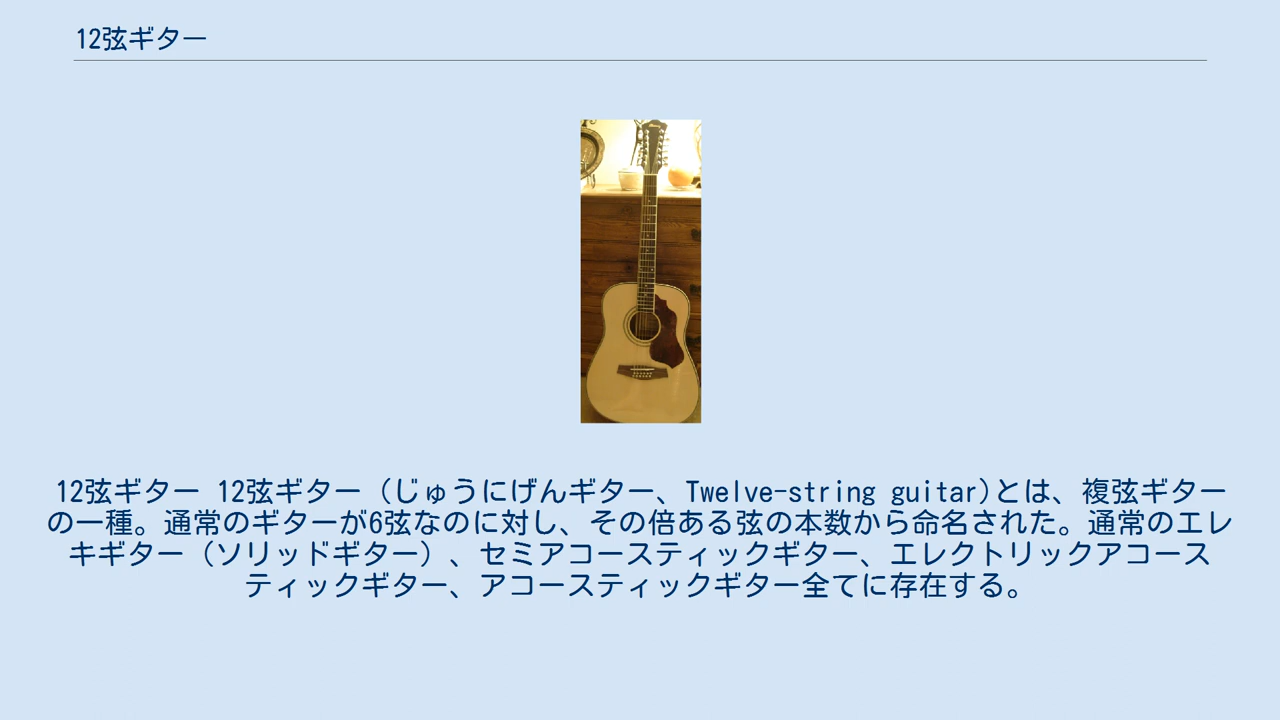 12弦ギター
12弦ギター 12弦ギター (じゅうにげんギター、Twelve-string guitar)とは、複弦ギター
の一種。通常のギターが6弦なのに対し、その倍ある弦の本数から命名された。通常のエレ
キギター（ソリッドギター）、セミアコースティックギター、エレクトリックアコース
ティックギター、アコースティックギター全てに存在する。